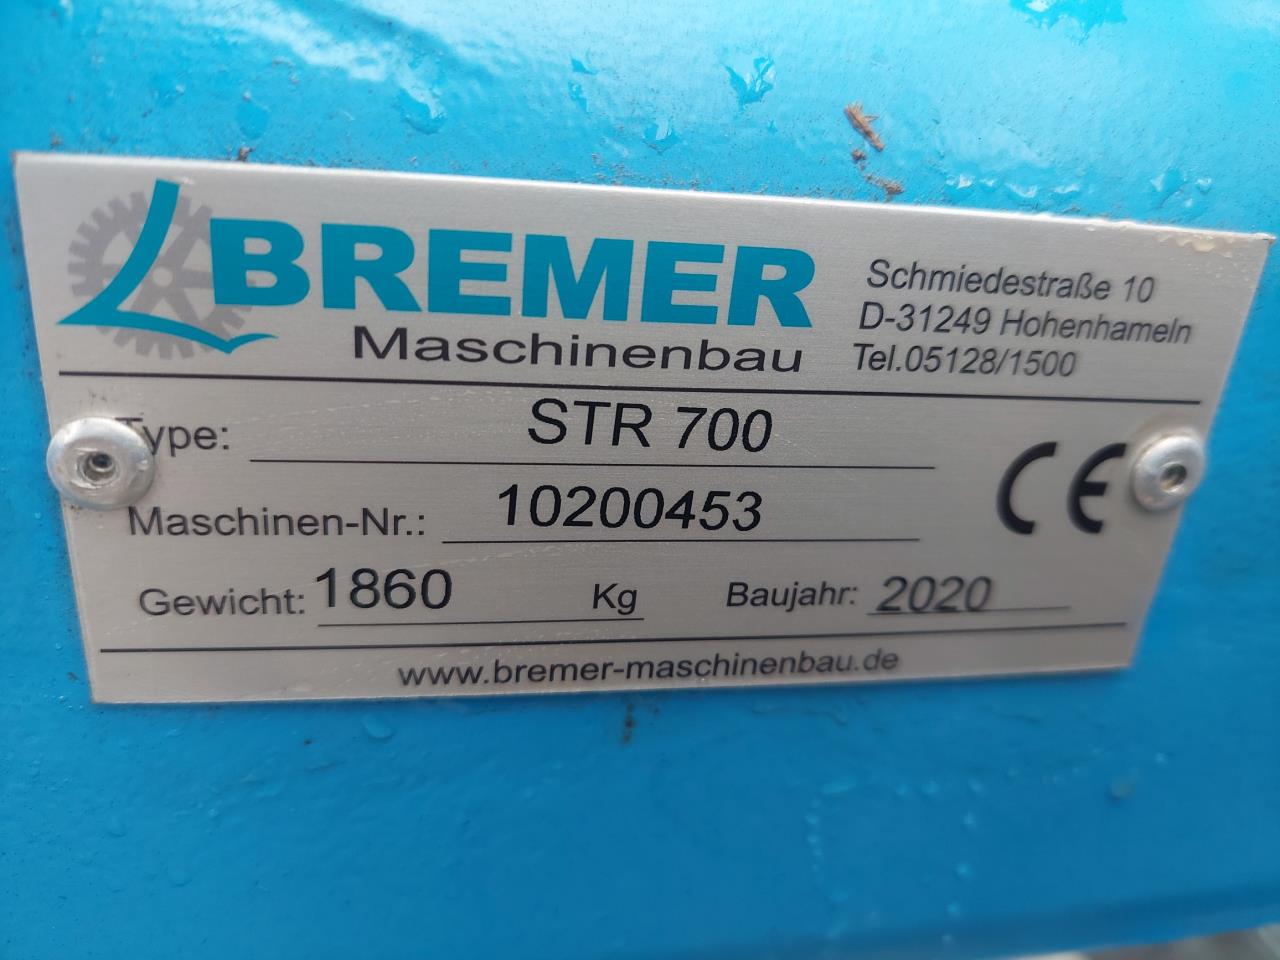 BREMER
Maschinenbau
Schmiedestraße 10
D-31249 Hohenhameln
Tel.05128/1500
Type: STR 700
Maschinen-Nr.: 10200453
CE
Gewicht: 1860 Kg Baujahr: 2020
www.bremer-maschinenbau.de